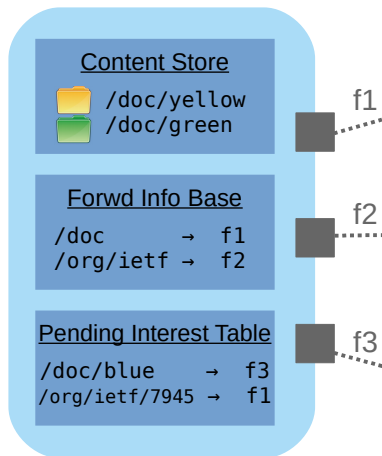 Content Store
/doc/yellow
/doc/green
f1
Forwd Info Base
/doc → f1
/org/ietf → f2
f2
Pending Interest Table
/doc/blue → f3
/org/ietf/7945 → f1
f3